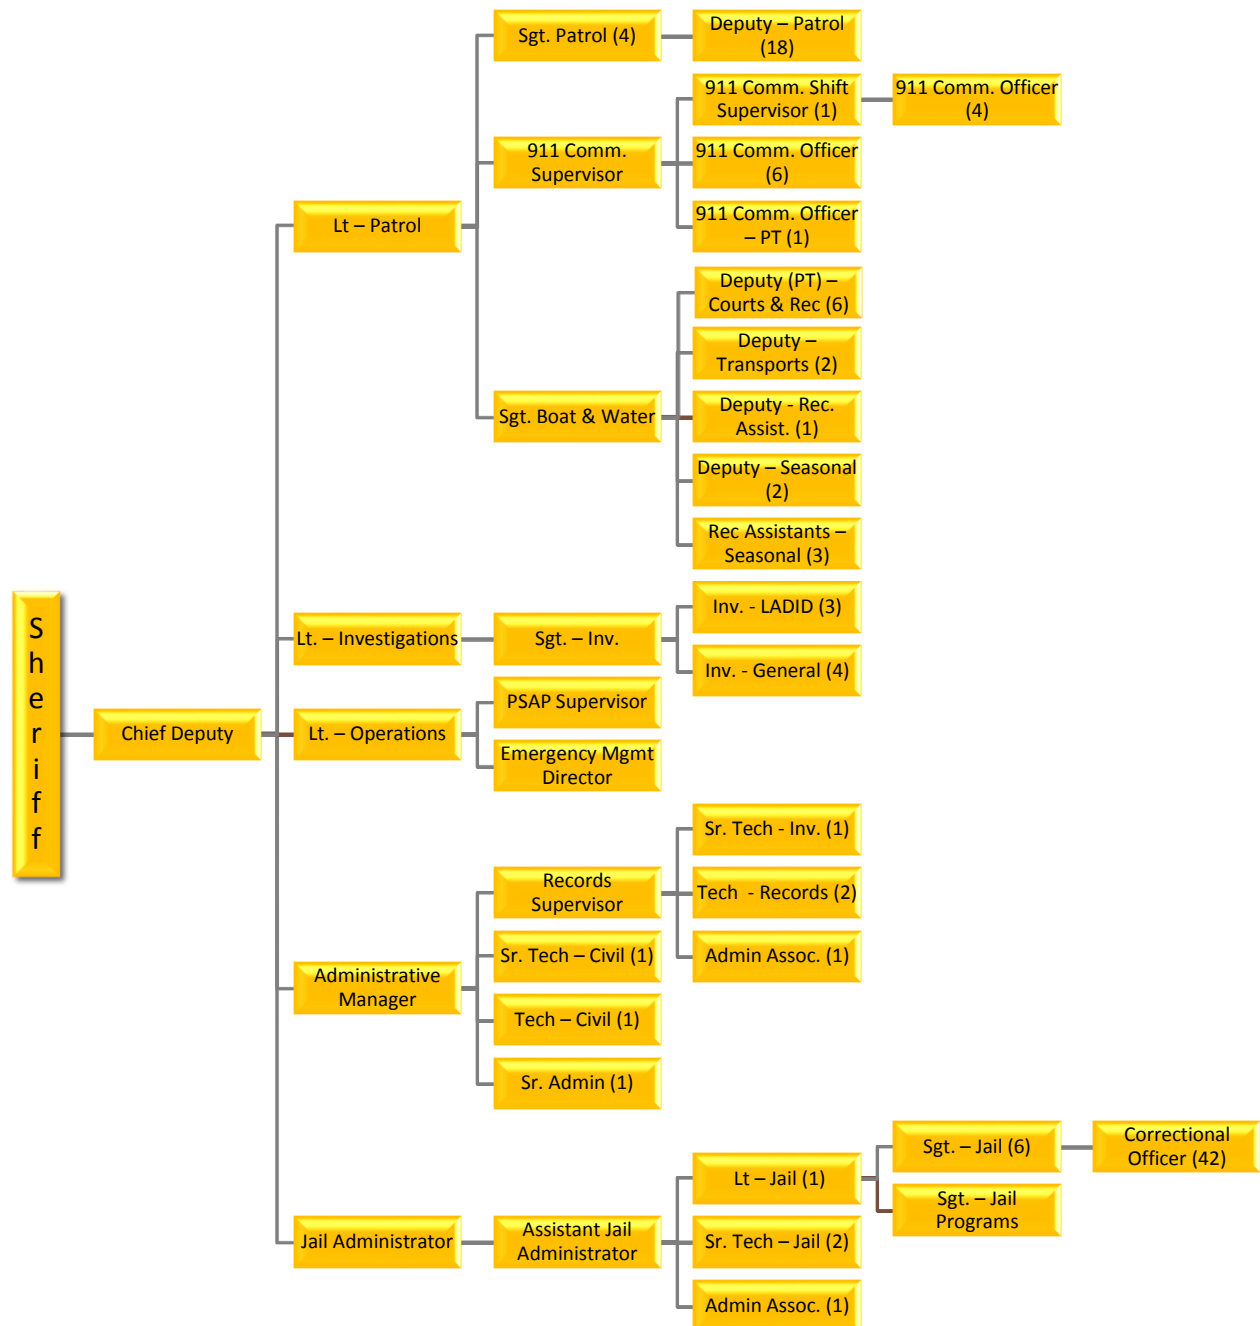 Sheriff
Chief Deputy
Lt – Patrol
Sgt. Patrol (4)
Deputy – Patrol
(18)
911 Comm.
Supervisor
911 Comm. Shift
Supervisor (1)
911 Comm. Officer
(4)
911 Comm. Officer
(6)
911 Comm. Officer
– PT (1)
Sgt. Boat & Water
Deputy (PT) –
Courts & Rec (6)
Deputy –
Transports (2)
Deputy - Rec.
Assist. (1)
Deputy – Seasonal
(2)
Rec Assistants –
Seasonal (3)
Lt. – Investigations
Sgt. – Inv.
Inv. - LADID (3)
Inv. - General (4)
Lt. – Operations
PSAP Supervisor
Emergency Mgmt
Director
Administrative
Manager
Records
Supervisor
Sr. Tech - Inv. (1)
Tech  - Records (2)
Admin Assoc. (1)
Sr. Tech – Civil (1)
Tech – Civil (1)
Sr. Admin (1)
Jail Administrator
Assistant Jail
Administrator
Lt – Jail (1)
Sgt. – Jail (6)
Correctional
Officer (42)
Sgt. – Jail
Programs
Sr. Tech – Jail (2)
Admin Assoc. (1)